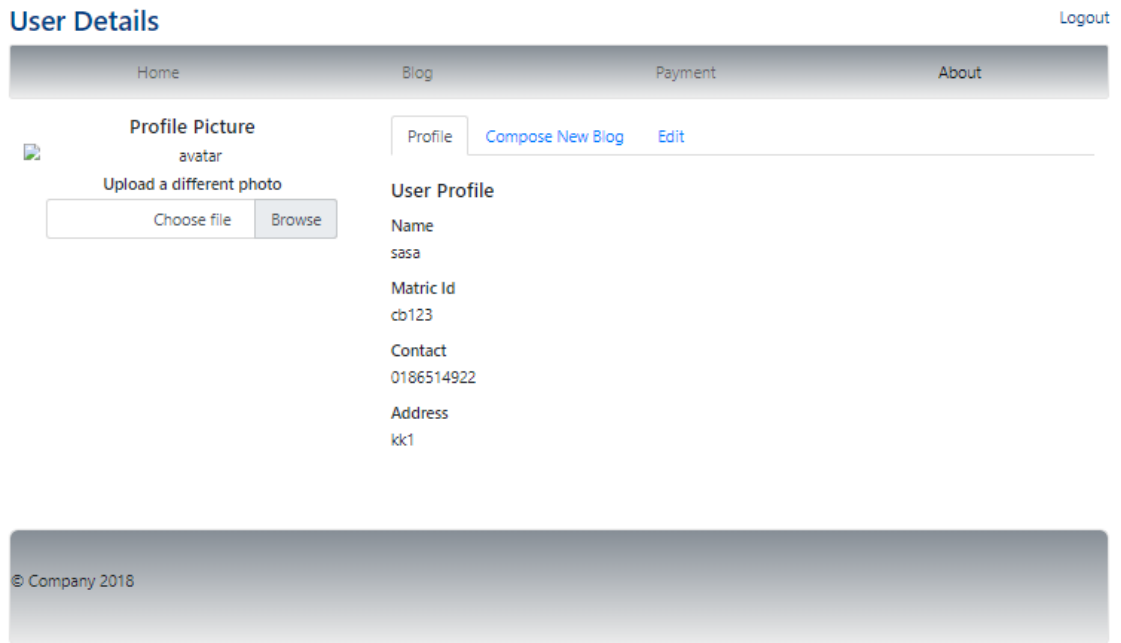 User Details
Logout
Home Blog Payment About
Profile Picture
avatar
Upload a different photo
Choose file Browse
Profile Compose New Blog Edit
User Profile
Name
sasa
Matric Id
cb123
Contact
0186514922
Address
kk1
© Company 2018